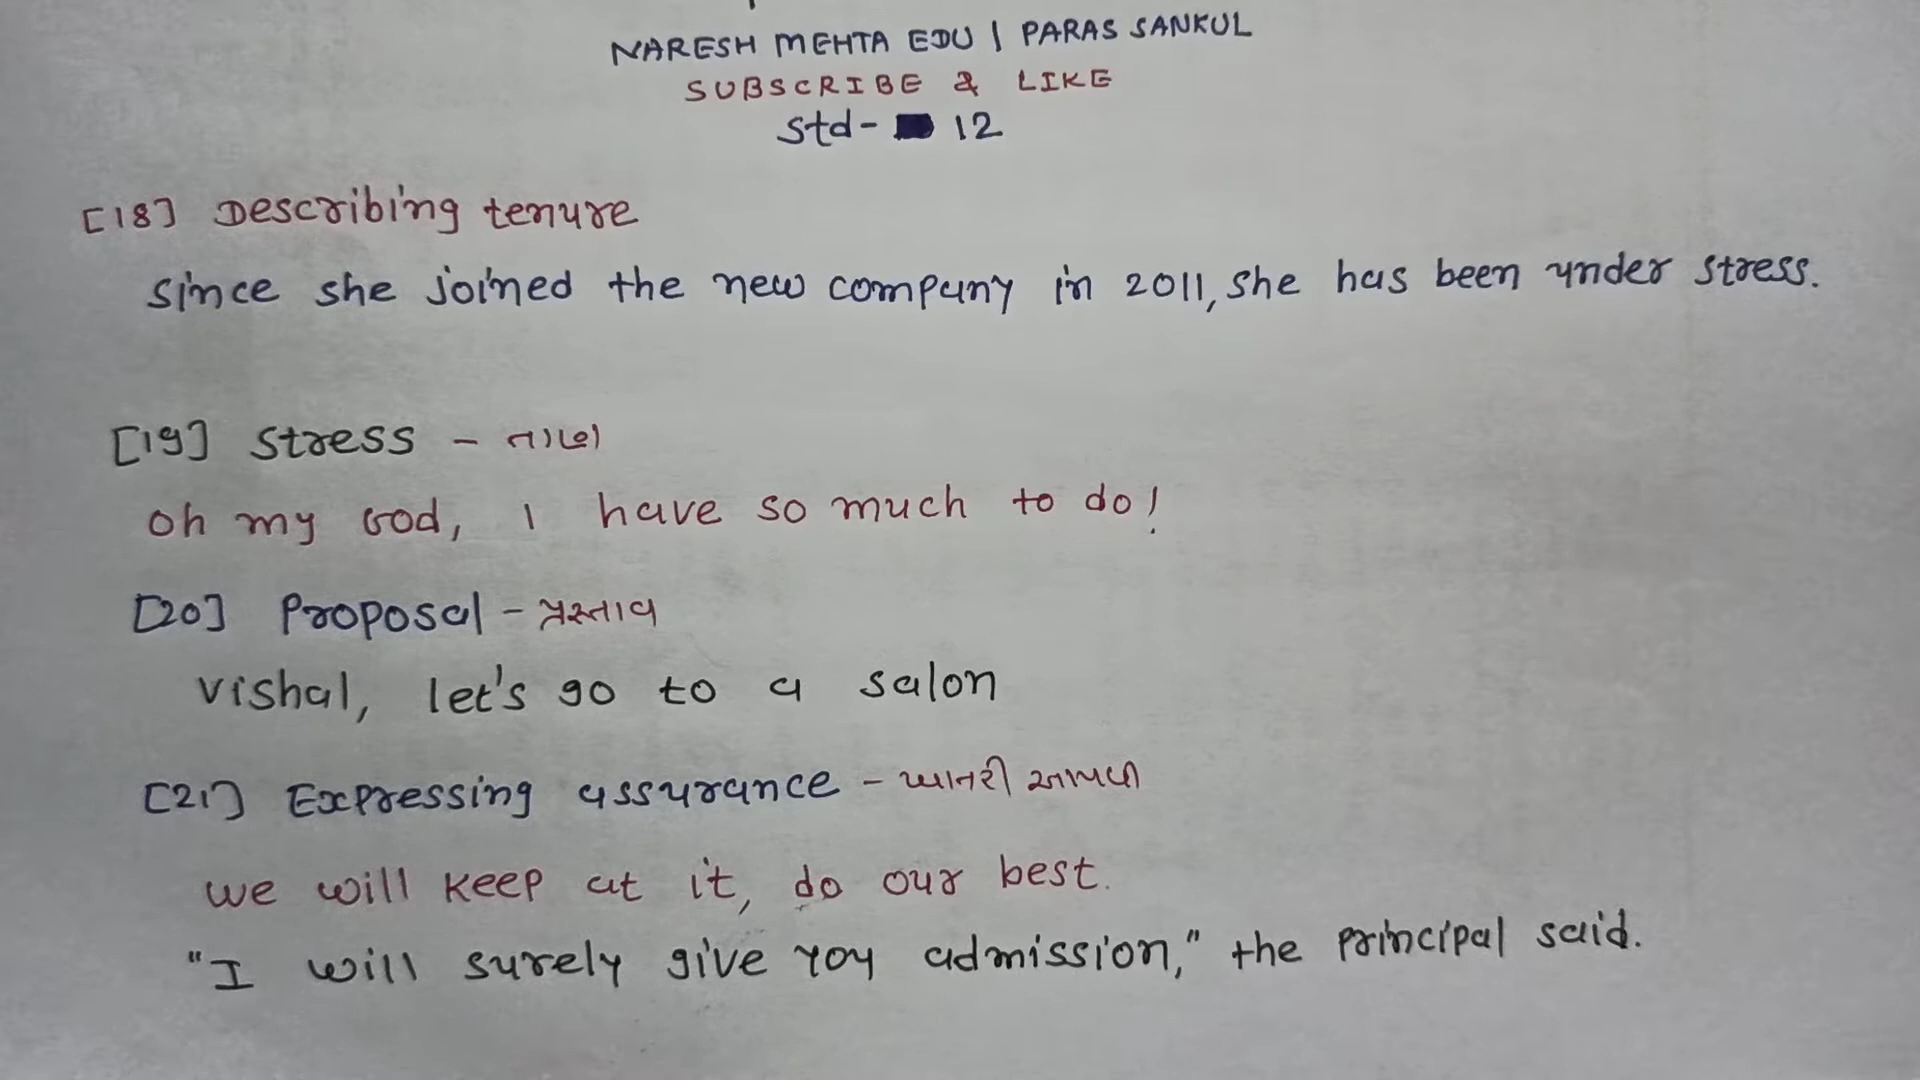 NARESH MEHTA EDU | PARAS SANKUL
SUBSCRIBE & LIKE
Std- 12
[18] Describing tenure
since she joined the new company in 2011, she has been under stress.
[19] stress - તાણ
oh my God, I have so much to do!
[20] Proposal - પ્રસ્તાવ
Vishal, let's go to a salon
[21] Expressing assurance - ખાતરી આપવી
we will keep at it, do our best.
"I will surely give you admission," the principal said.